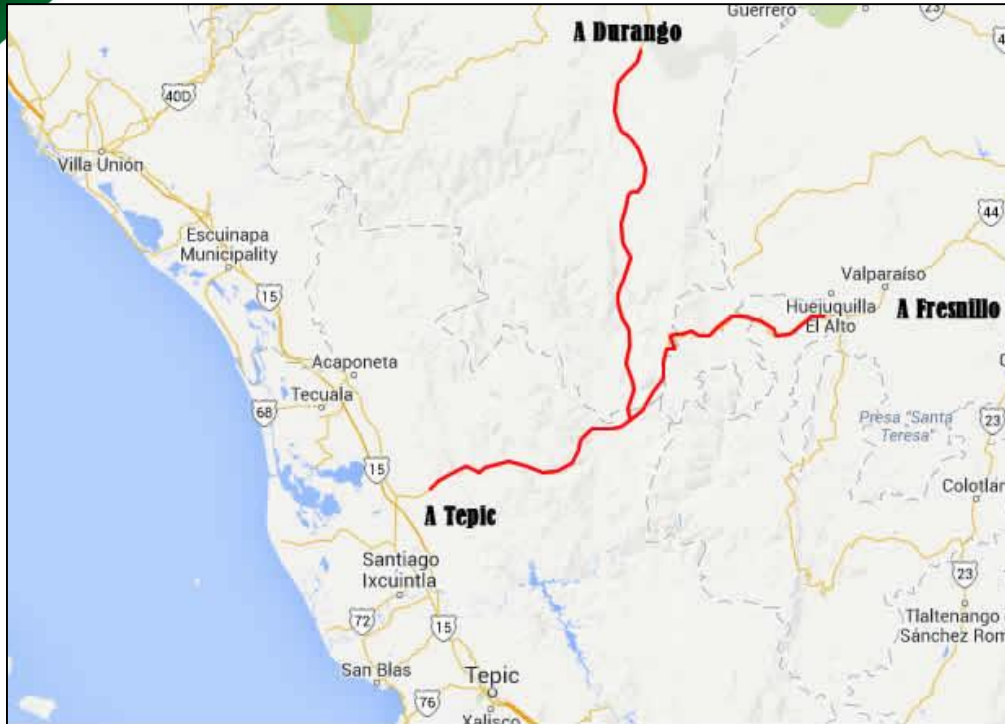 Guerrero
23
A Durango
40D
Villa Unión
44
Escuinapa
Municipality
Valparaíso
15
Huejuquilla
El Alto
A Fresnillo
Acaponeta
Tecuala
68
Presa "Santa
Teresa"
23
15
Colotlan
A Tepic
Santiago
Ixcuintla
23
72
15
Tlaltenango
Sánchez Rom
San Blas
Tepic
76
Xalisco